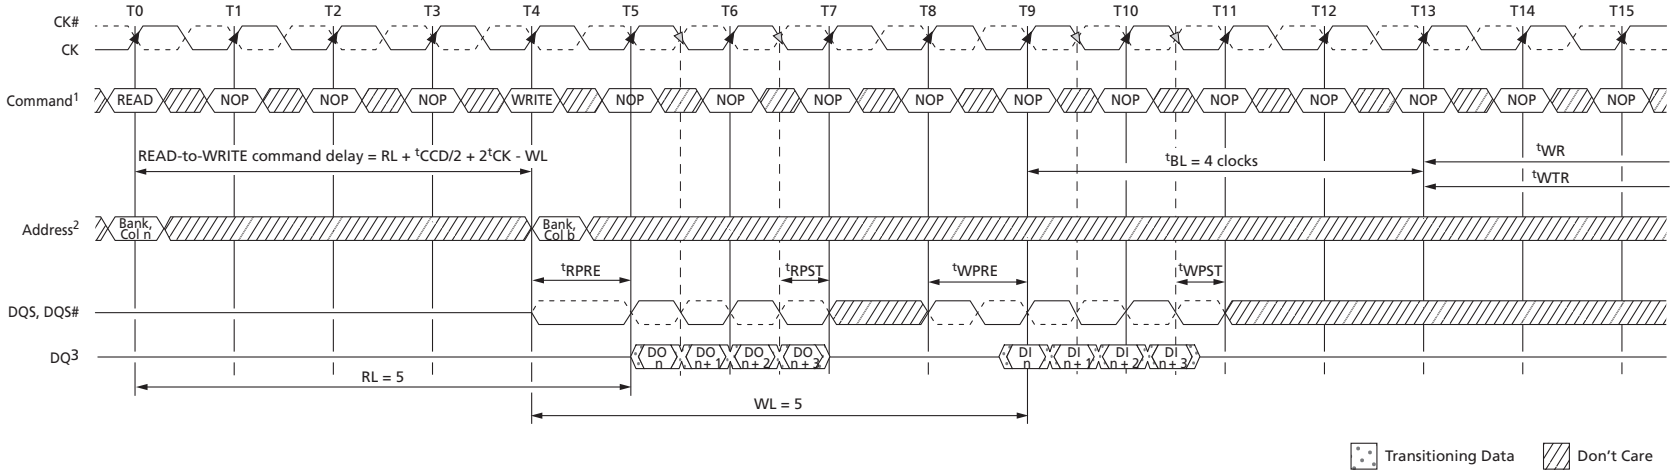 T0 T1 T2 T3 T4 T5 T6 T7 T8 T9 T10 T11 T12 T13 T14 T15
CK#
CK
Command1 READ NOP NOP NOP WRITE NOP NOP NOP NOP NOP NOP NOP NOP NOP NOP NOP
READ-to-WRITE command delay = RL + tCCD/2 + 2tCK - WL
tBL = 4 clocks
tWR
tWTR
Address2
Bank, Col n
Bank, Col b
tRPRE tRPST tWPRE tWPST
DQS, DQS#
DQ3
DO n
DO n + 1
DO n + 2
DO n + 3
DI n
DI n + 1
DI n + 2
DI n + 3
RL = 5
WL = 5
Transitioning Data Don't Care